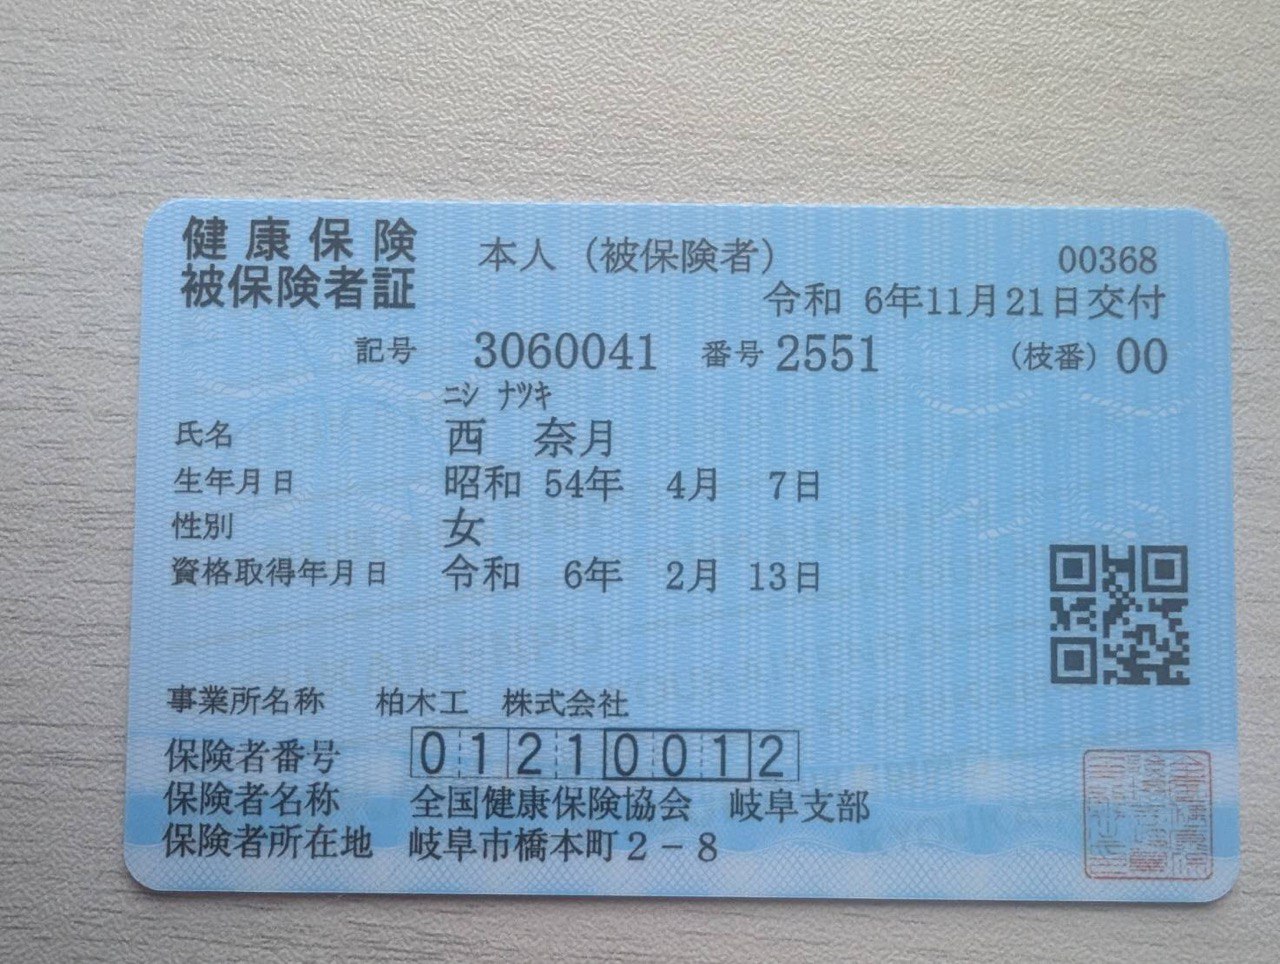 健康保険 本人（被保険者） 00368
被保険者証 令和 6年11月21日交付
記号 3060041 番号 2551 （枝番）00
ﾆｼ ﾅﾂｷ
氏名 西 奈月
生年月日 昭和 54年 4月 7日
性別 女
資格取得年月日 令和 6年 2月 13日
事業所名称 柏木工 株式会社
保険者番号 01210012
保険者名称 全国健康保険協会 岐阜支部
保険者所在地 岐阜市橋本町２－８